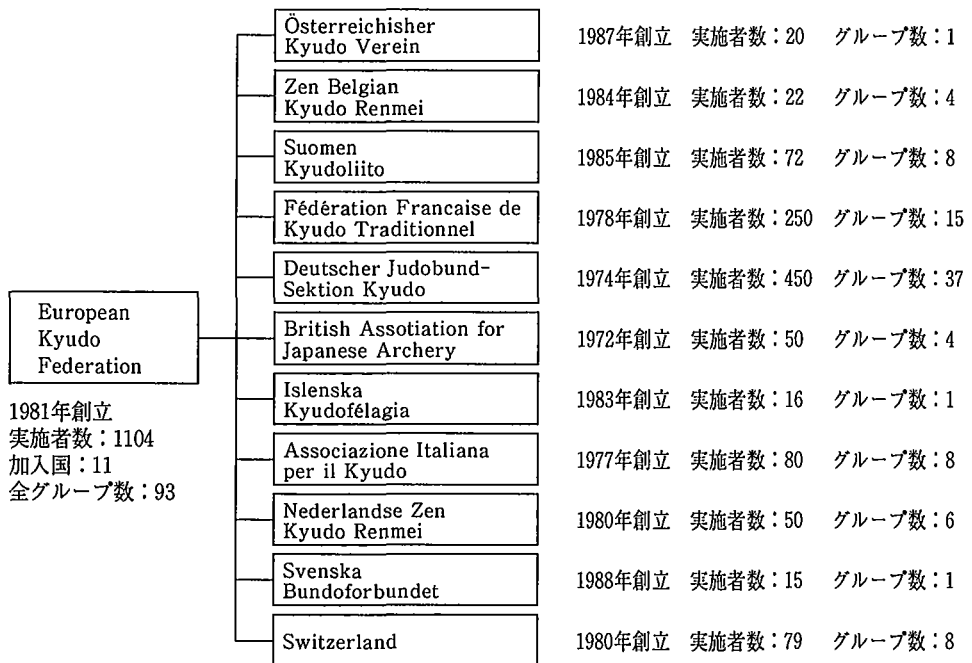 Österreichisher
Kyudo Verein
1987年創立 実施者数：20 グループ数：1
Zen Belgian
Kyudo Renmei
1984年創立 実施者数：22 グループ数：4
Suomen
Kyudoliito
1985年創立 実施者数：72 グループ数：8
Fédération Francaise de
Kyudo Traditionnel
1978年創立 実施者数：250 グループ数：15
Deutscher Judobund-
Sektion Kyudo
1974年創立 実施者数：450 グループ数：37
European
Kyudo
Federation
1981年創立
実施者数：1104
加入国：11
全グループ数：93
British Assotiation for
Japanese Archery
1972年創立 実施者数：50 グループ数：4
Islenska
Kyudofélagia
1983年創立 実施者数：16 グループ数：1
Associazione Italiana
per il Kyudo
1977年創立 実施者数：80 グループ数：8
Nederlandse Zen
Kyudo Renmei
1980年創立 実施者数：50 グループ数：6
Svenska
Bundoforbundet
1988年創立 実施者数：15 グループ数：1
Switzerland
1980年創立 実施者数：79 グループ数：8